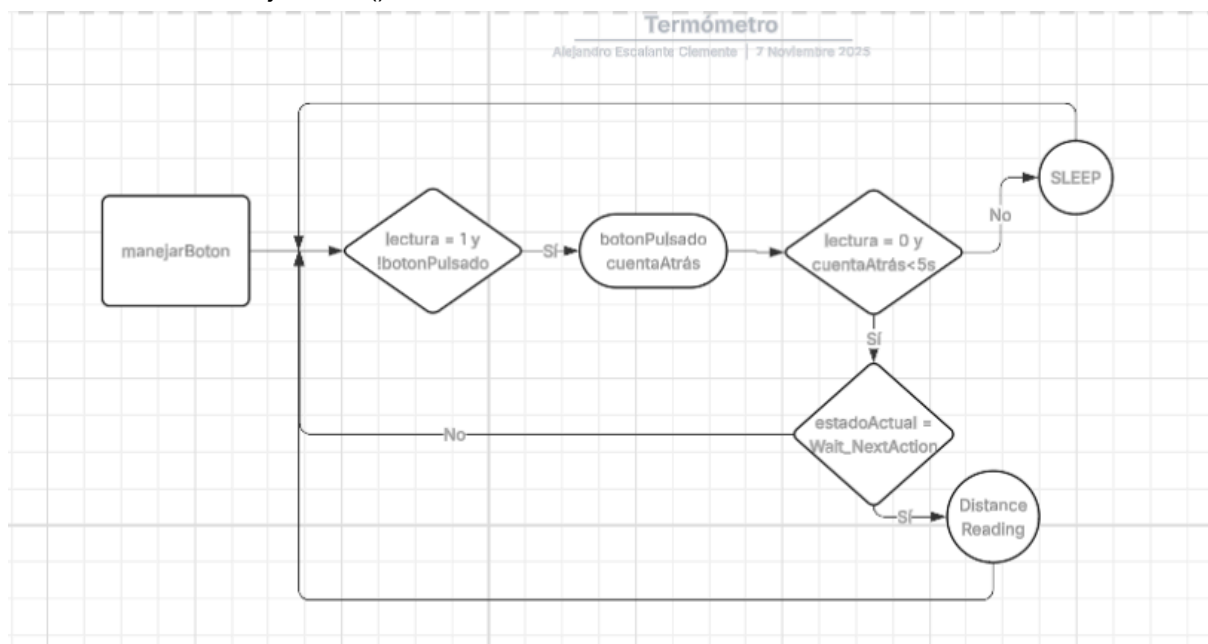 Termómetro
Alejandro Escalante Clemente | 7 Noviembre 2025
manejarBoton
lectura = 1 y
!botonPulsado
Sí
botonPulsado
cuentaAtrás
lectura = 0 y
cuentaAtrás<5s
No
SLEEP
Sí
estadoActual =
Wait_NextAction
No
Sí
Distance
Reading